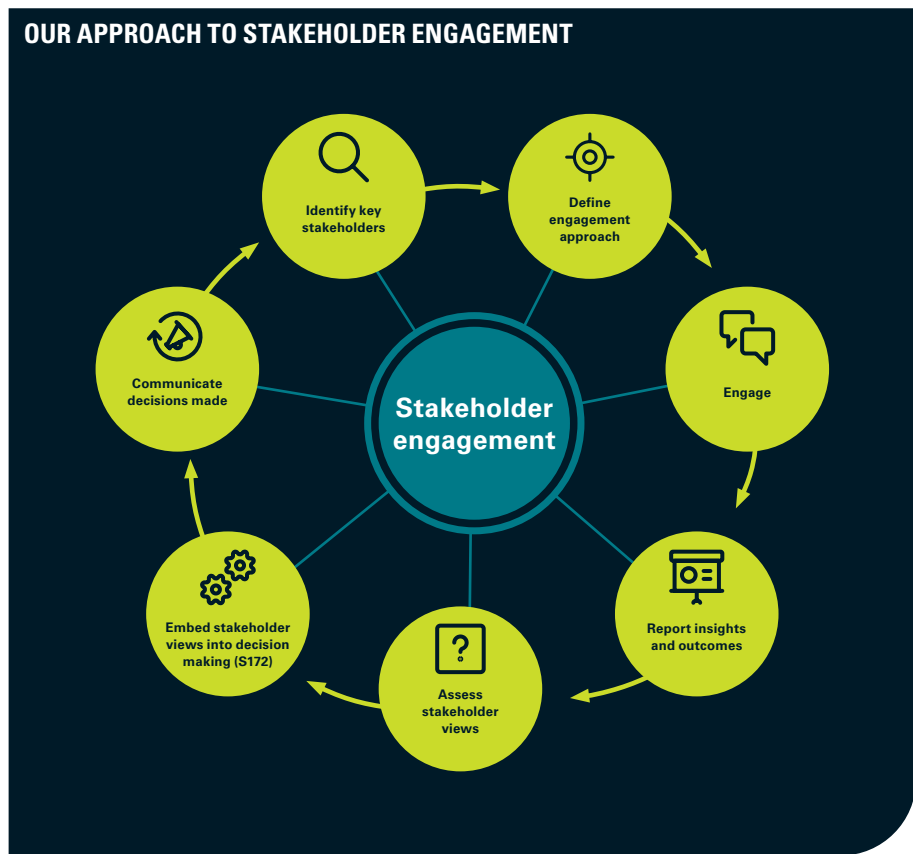 OUR APPROACH TO STAKEHOLDER ENGAGEMENT
Identify key
stakeholders
Define
engagement
approach
Engage
Report insights
and outcomes
Assess
stakeholder
views
Embed stakeholder
views into decision
making (S172)
Communicate
decisions made
Stakeholder
engagement
?